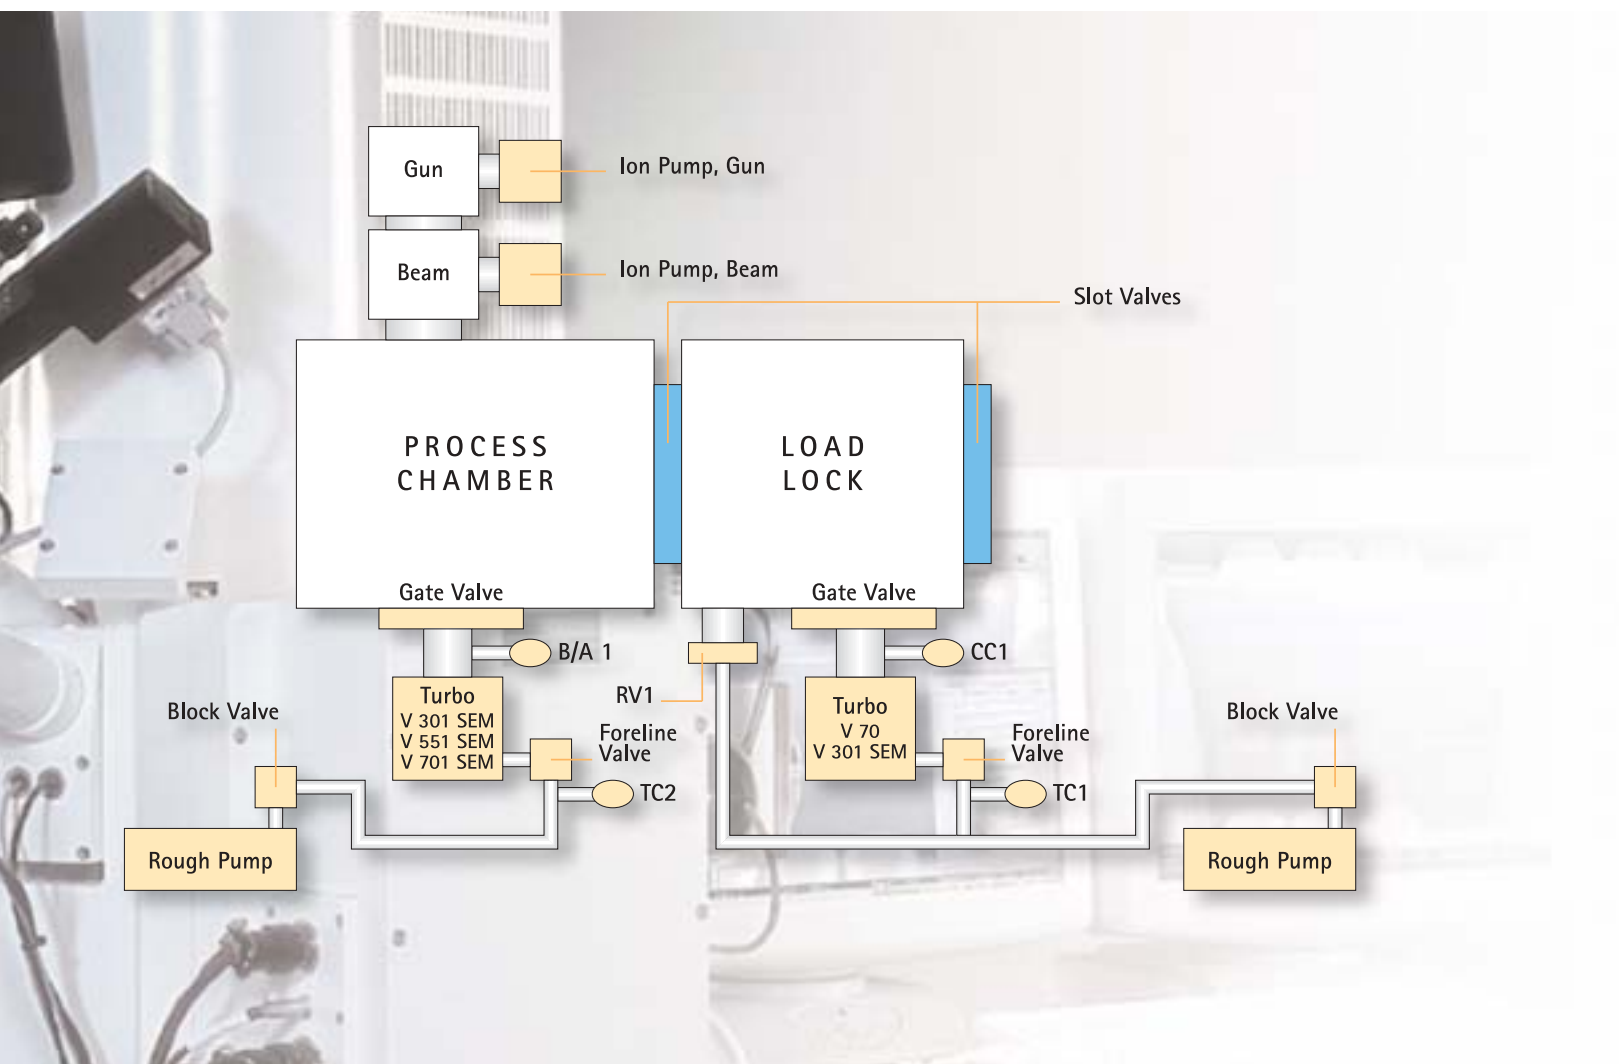 Gun
Ion Pump, Gun
Beam
Ion Pump, Beam
Slot Valves
PROCESS
CHAMBER
LOAD
LOCK
Gate Valve
Gate Valve
B/A 1
CC1
RV1
Turbo
V 301 SEM
V 551 SEM
V 701 SEM
Turbo
V 70
V 301 SEM
Block Valve
Foreline
Valve
Foreline
Valve
Block Valve
TC2
TC1
Rough Pump
Rough Pump